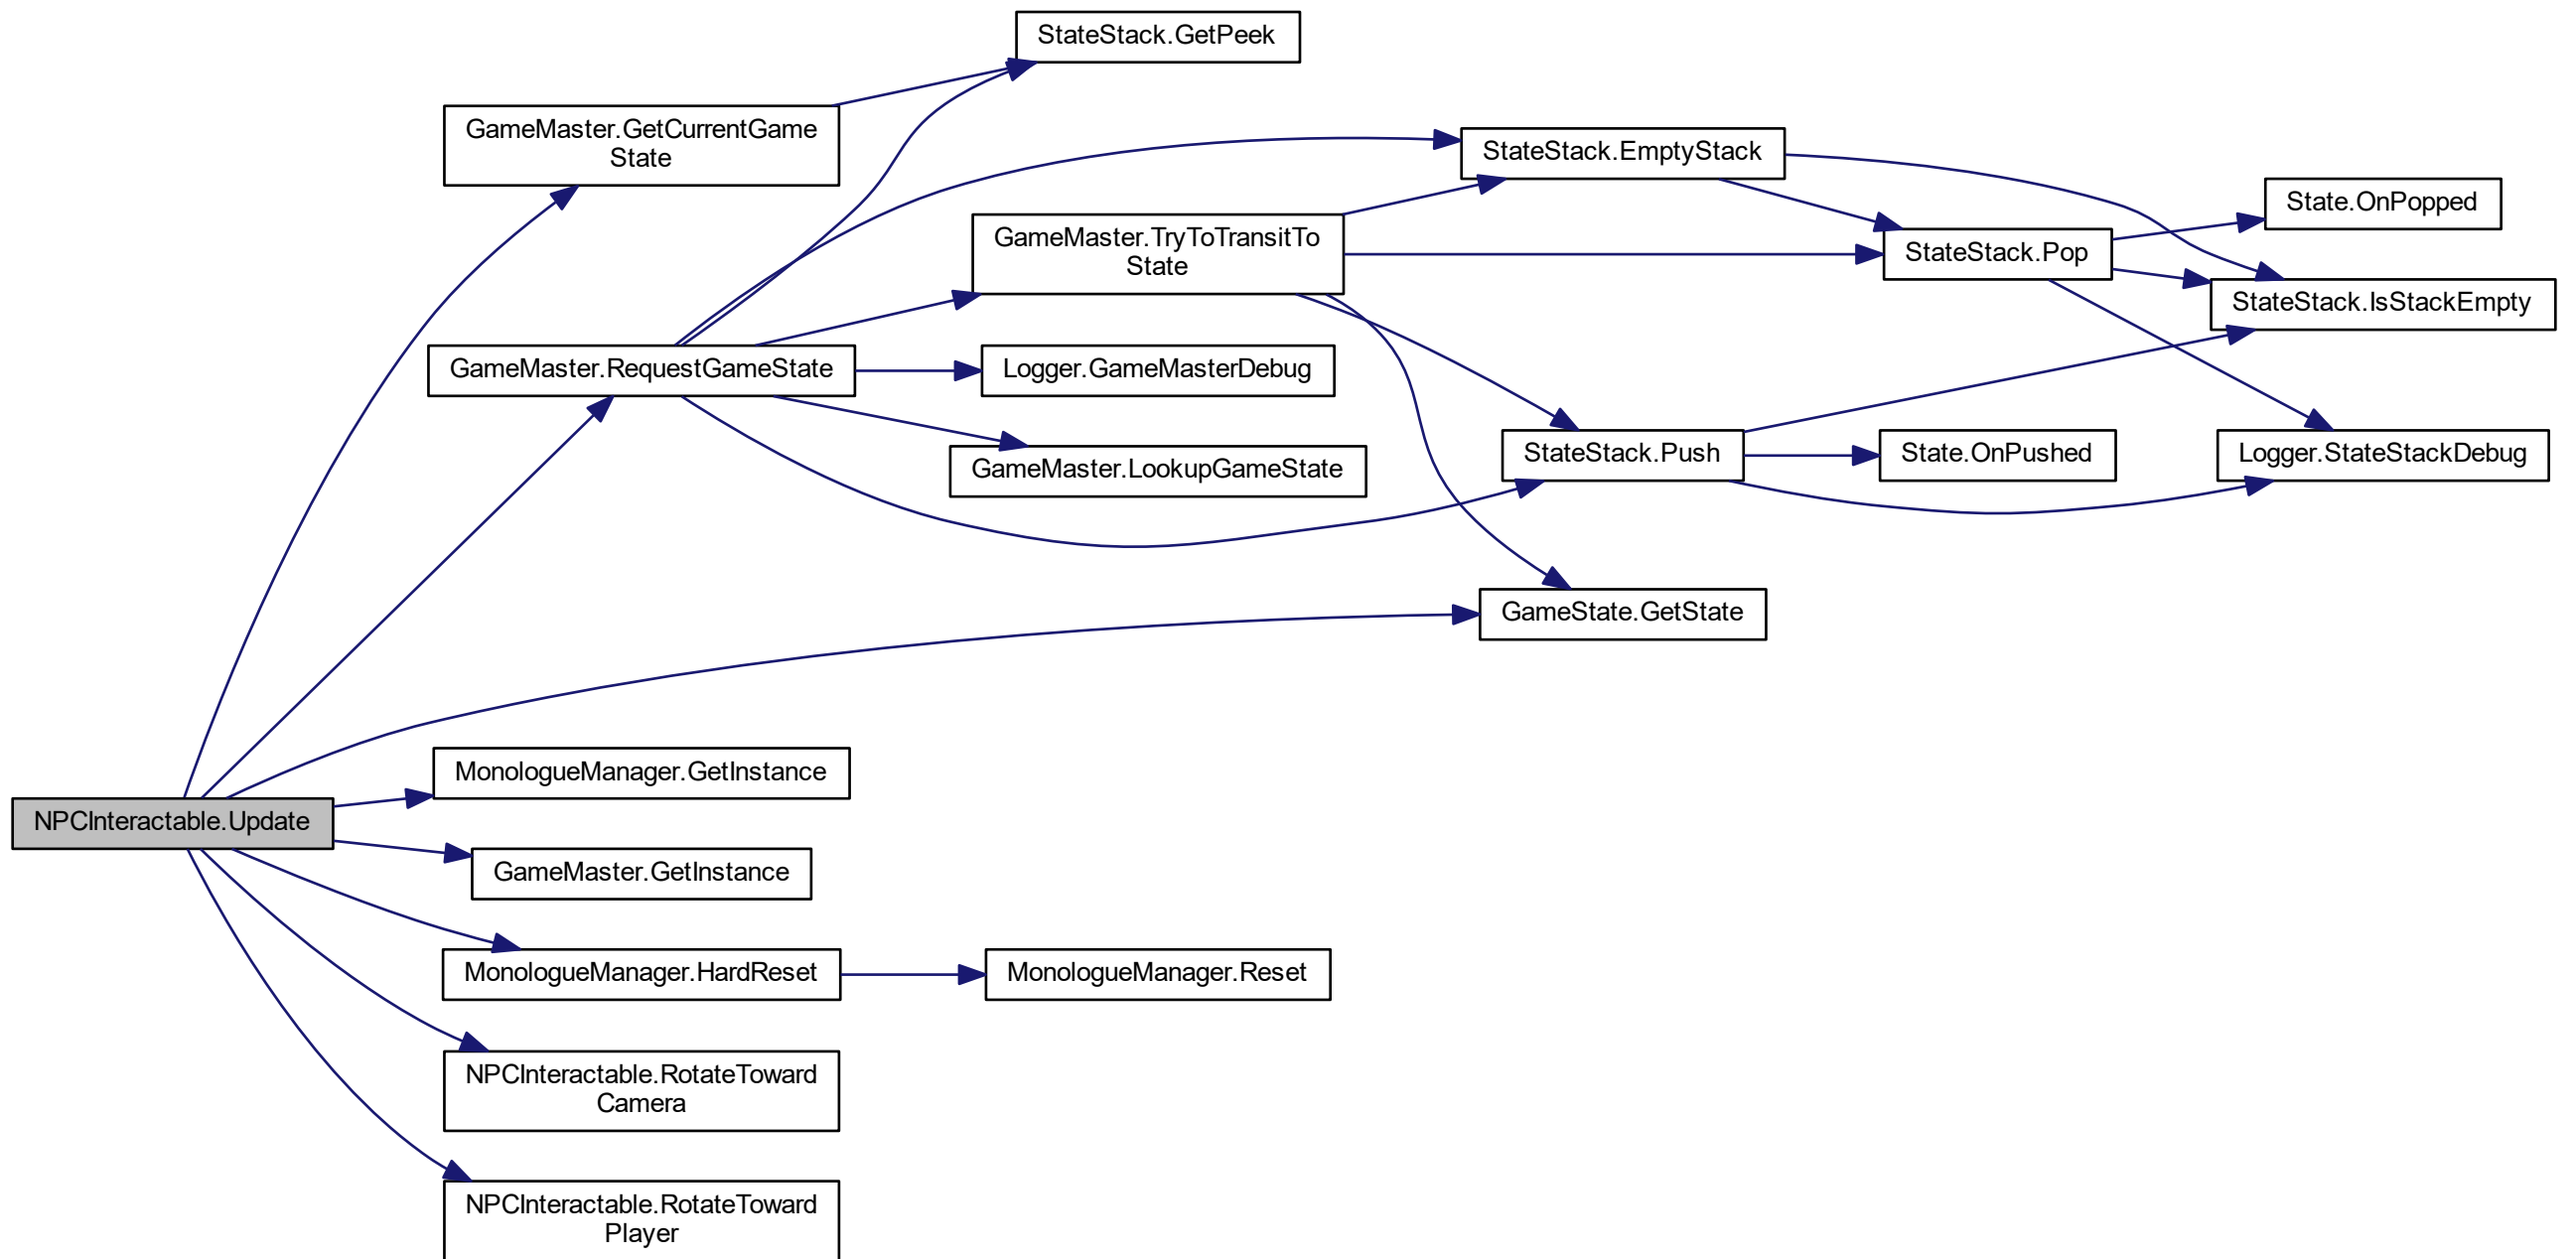 StateStack.GetPeek
GameMaster.GetCurrentGame
State
StateStack.EmptyStack
State.OnPopped
GameMaster.TryToTransitTo
State
StateStack.Pop
StateStack.IsStackEmpty
GameMaster.RequestGameState
Logger.GameMasterDebug
GameMaster.LookupGameState
StateStack.Push
State.OnPushed
Logger.StateStackDebug
GameState.GetState
MonologueManager.GetInstance
NPCInteractable.Update
GameMaster.GetInstance
MonologueManager.HardReset
MonologueManager.Reset
NPCInteractable.RotateToward
Camera
NPCInteractable.RotateToward
Player